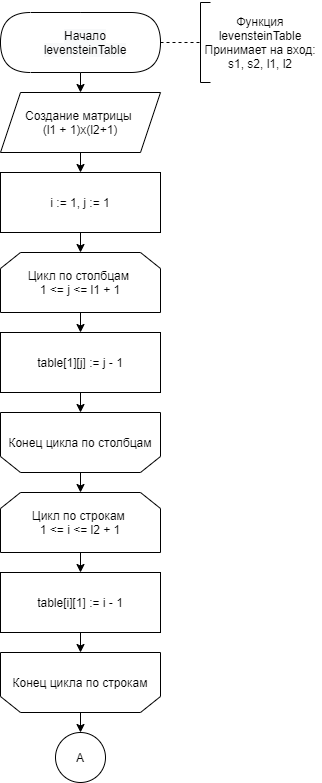 Начало
levensteinTable
Функция
levensteinTable
Принимает на вход:
s1, s2, l1, l2
Создание матрицы
(l1 + 1)x(l2+1)
i := 1, j := 1
Цикл по столбцам
1 <= j <= l1 + 1
table[1][j] := j - 1
Конец цикла по столбцам
Цикл по строкам
1 <= i <= l2 + 1
table[i][1] := i - 1
Конец цикла по строкам
A